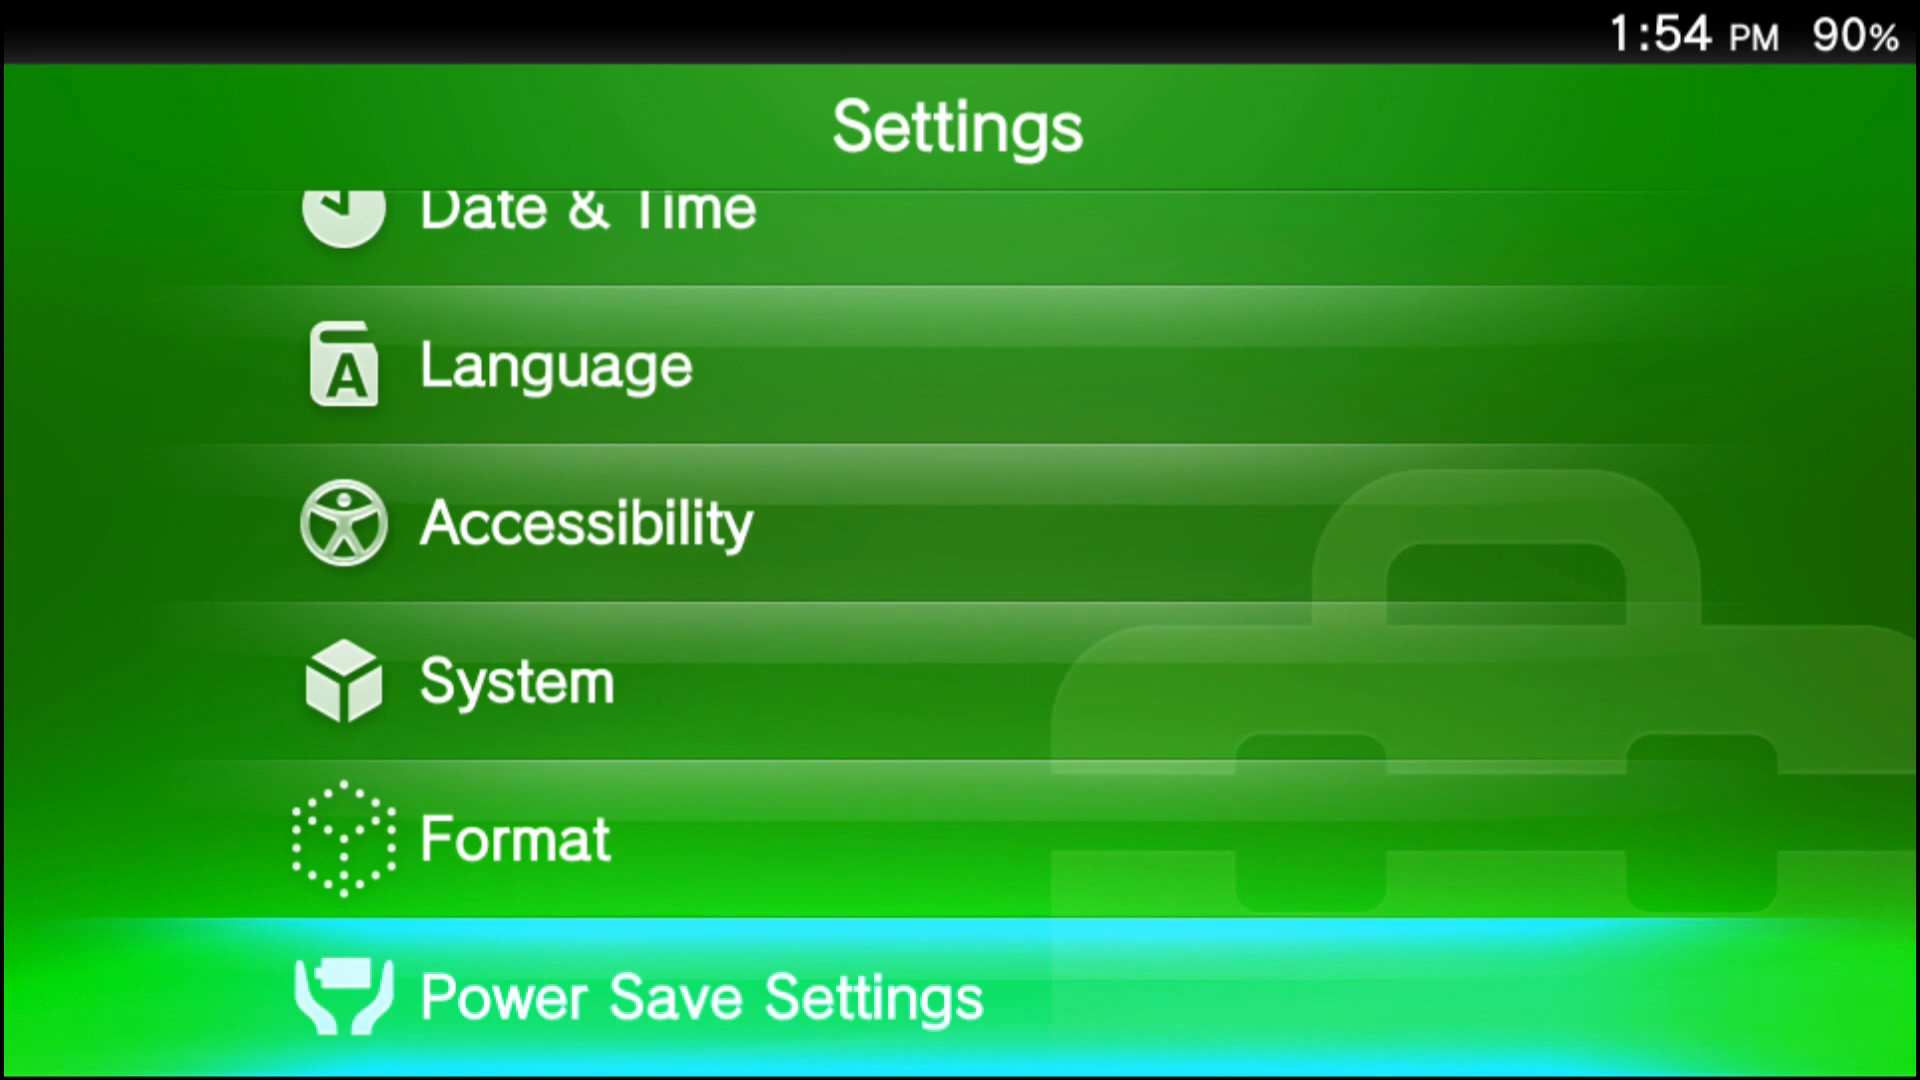 1:54 PM 90%
Settings
Date & Time
Language
Accessibility
System
Format
Power Save Settings